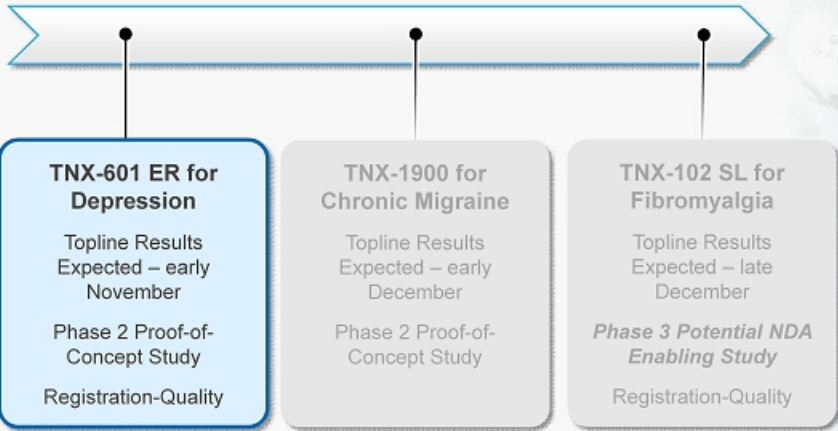 TNX-601 ER for
Depression
Topline Results
Expected – early
November
Phase 2 Proof-of-
Concept Study
Registration-Quality
TNX-1900 for
Chronic Migraine
Topline Results
Expected – early
December
Phase 2 Proof-of-
Concept Study
TNX-102 SL for
Fibromyalgia
Topline Results
Expected – late
December
Phase 3 Potential NDA
Enabling Study
Registration-Quality